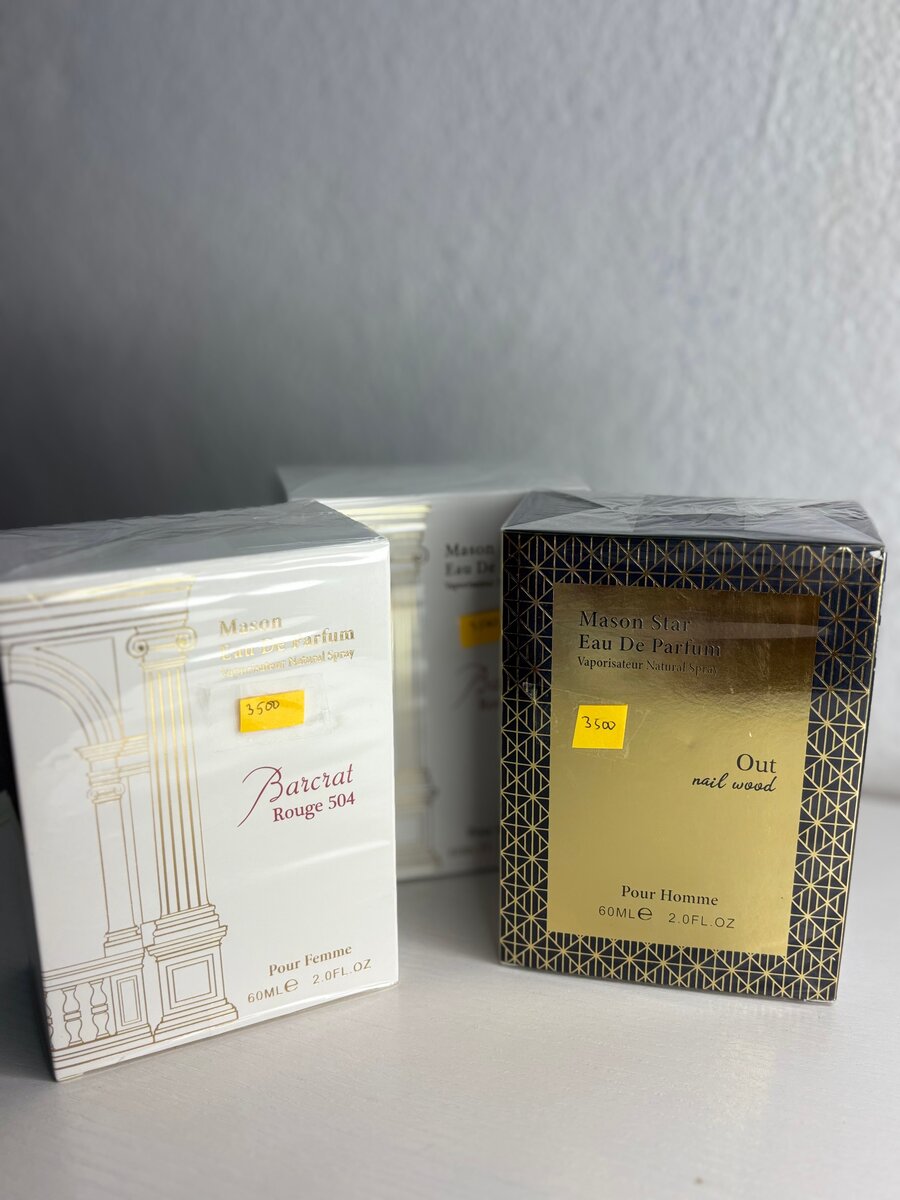 Mason
Eau De Parfum
Vaporisateur Natural Spray
3500
Barcrat
Rouge 504
Pour Femme
60ML℮ 2.0FL.OZ
Mason
Eau De
Mason Star
Eau De Parfum
Vaporisateur Natural Spray
3500
Out
nail wood
Pour Homme
60ML℮ 2.0FL.OZ